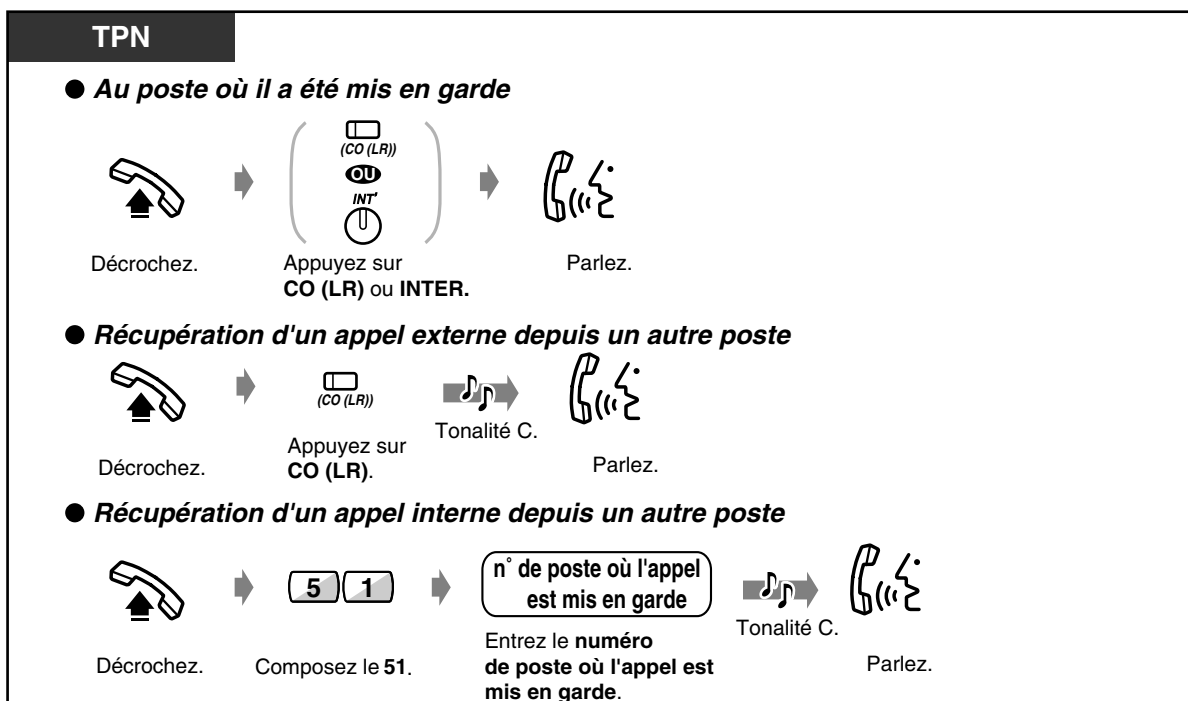 TPN
● Au poste où il a été mis en garde
(CO (LR))
OU
INT'
Décrochez.
Appuyez sur
CO (LR) ou INTER.
Parlez.
● Récupération d'un appel externe depuis un autre poste
(CO (LR))
Décrochez.
Appuyez sur
CO (LR).
Tonalité C.
Parlez.
● Récupération d'un appel interne depuis un autre poste
5 1
n° de poste où l'appel
est mis en garde
Décrochez.
Composez le 51.
Entrez le numéro
de poste où l'appel est
mis en garde.
Tonalité C.
Parlez.